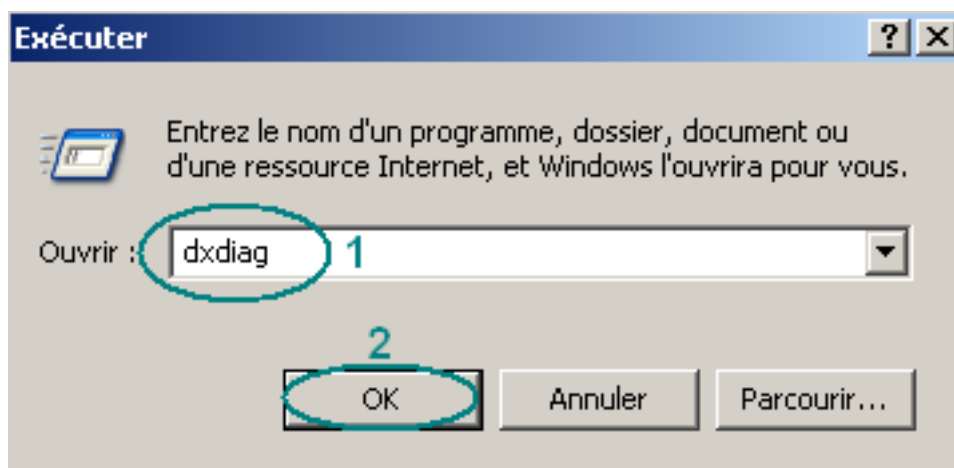 Exécuter
Entrez le nom d'un programme, dossier, document ou
d'une ressource Internet, et Windows l'ouvrira pour vous.
Ouvrir : dxdiag 1
2
OK Annuler Parcourir...